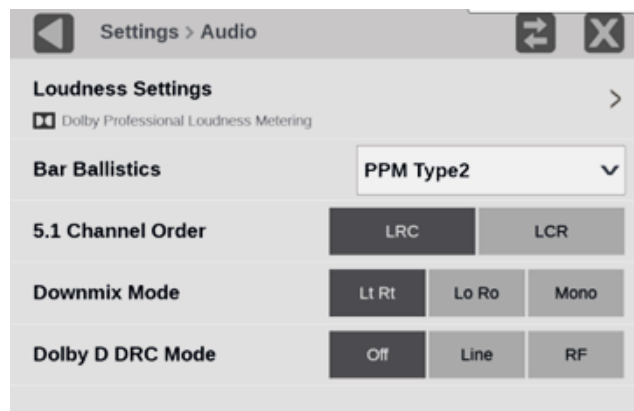 Settings > Audio
Loudness Settings
Dolby Professional Loudness Metering
Bar Ballistics PPM Type2
5.1 Channel Order LRC LCR
Downmix Mode Lt Rt Lo Ro Mono
Dolby D DRC Mode Off Line RF